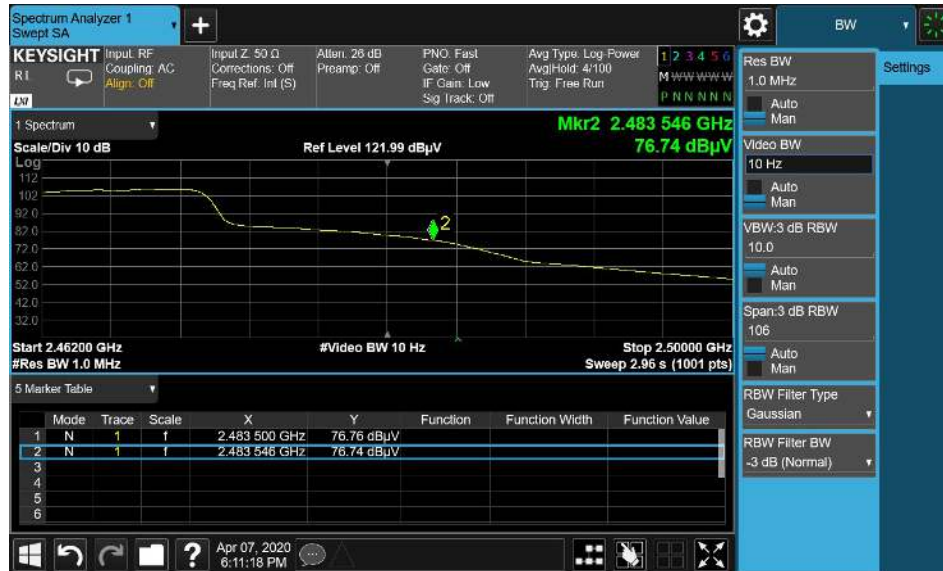 Spectrum Analyzer 1
Swept SA
+
BW
KEYSIGHT Input: RF Input Z: 50 Ω Atten: 26 dB PNO: Fast Avg Type: Log-Power 1 2 3 4 5 6
RL Coupling: AC Corrections: Off Preamp: Off Gate: Off Avg|Hold: 4/100 M W W W W W
Align: Off Freq Ref: Int (S) IF Gain: Low Trig: Free Run
LXI Sig Track: Off P N N N N N
1 Spectrum
Mkr2 2.483 546 GHz
Scale/Div 10 dB Ref Level 121.99 dBµV 76.74 dBµV
Log
112
102
92.0
82.0
72.0
62.0
52.0
42.0
32.0
2
Start 2.46200 GHz #Video BW 10 Hz Stop 2.50000 GHz
#Res BW 1.0 MHz Sweep 2.96 s (1001 pts)
5 Marker Table
Mode Trace Scale X Y Function Function Width Function Value
1 N 1 f 2.483 500 GHz 76.76 dBµV
2 N 1 f 2.483 546 GHz 76.74 dBµV
3
4
5
6
Res BW
1.0 MHz
Auto
Man
Video BW
10 Hz
Auto
Man
VBW:3 dB RBW
10.0
Auto
Man
Span:3 dB RBW
106
Auto
Man
RBW Filter Type
Gaussian
RBW Filter BW
-3 dB (Normal)
Settings
? Apr 07, 2020
6:11:18 PM